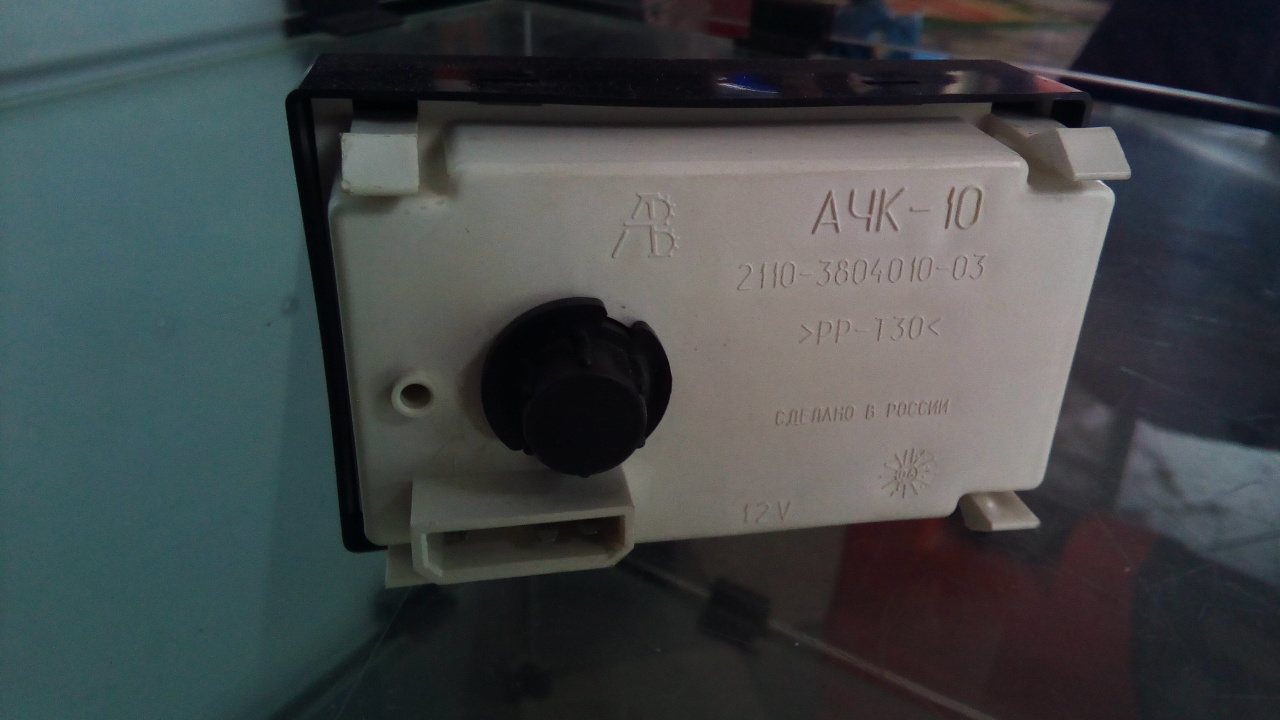 АЧК-10
2110-3804010-03
>PP-T30<
СДЕЛАНО В РОССИИ
12V